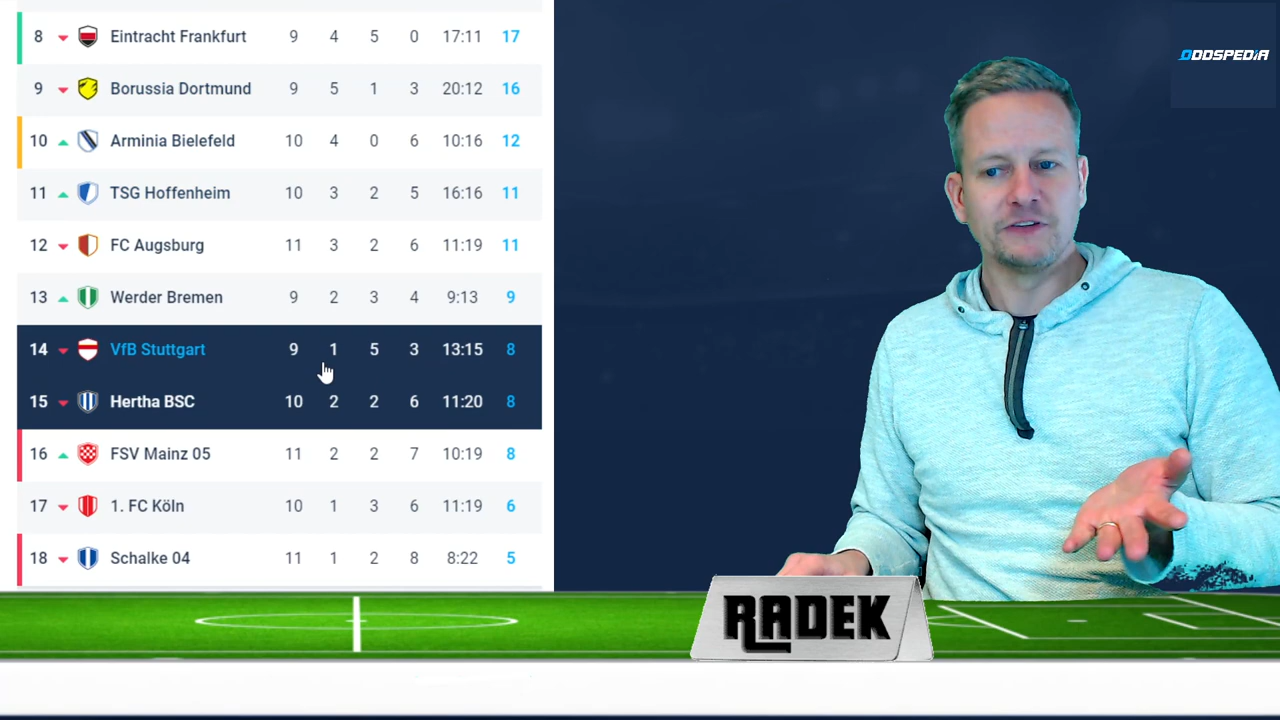 8 Eintracht Frankfurt 9 4 5 0 17:11 17
9 Borussia Dortmund 9 5 1 3 20:12 16
10 Arminia Bielefeld 10 4 0 6 10:16 12
11 TSG Hoffenheim 10 3 2 5 16:16 11
12 FC Augsburg 11 3 2 6 11:19 11
13 Werder Bremen 9 2 3 4 9:13 9
14 VfB Stuttgart 9 1 5 3 13:15 8
15 Hertha BSC 10 2 2 6 11:20 8
16 FSV Mainz 05 11 2 2 7 10:19 8
17 1. FC Köln 10 1 3 6 11:19 6
18 Schalke 04 11 1 2 8 8:22 5
ODDSPEDIA
RADEK